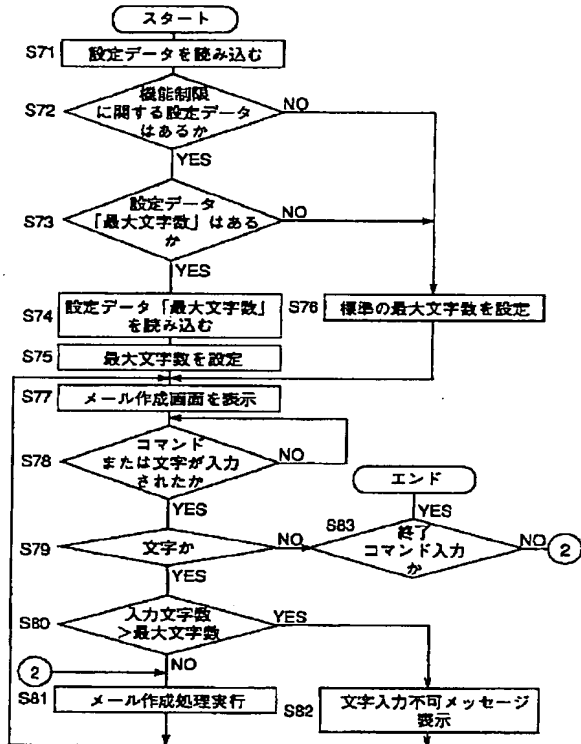 スタート
S71
設定データを読み込む
S72
機能制限
に関する設定データ
はあるか
NO
YES
S73
設定データ
「最大文字数」はある
か
NO
YES
S74
設定データ「最大文字数」
を読み込む
S76
標準の最大文字数を設定
S75
最大文字数を設定
S77
メール作成画面を表示
S78
コマンド
または文字が入力
されたか
NO
YES
エンド
YES
S79
文字か
NO
YES
S83
終了
コマンド入力
か
NO
2
S80
入力文字数
>最大文字数
YES
NO
2
S81
メール作成処理実行
S82
文字入力不可メッセージ
表示